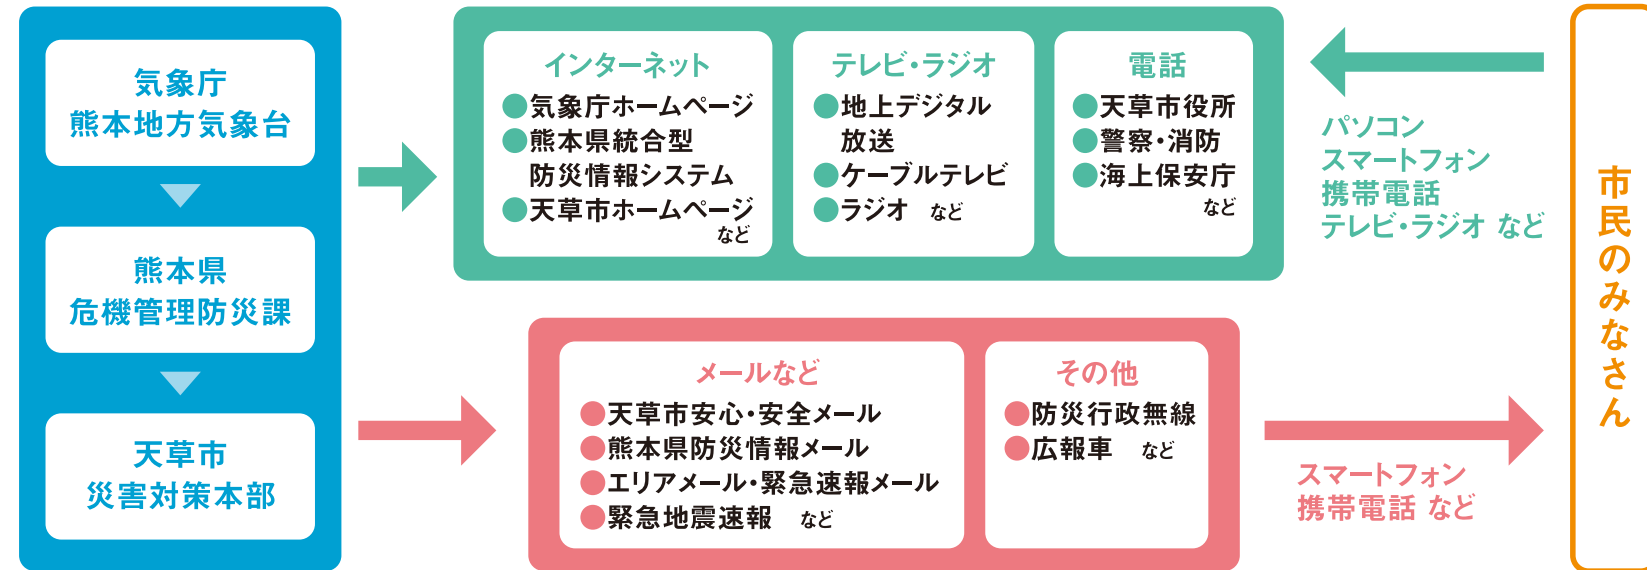 気象庁
熊本地方気象台
熊本県
危機管理防災課
天草市
災害対策本部
インターネット
●気象庁ホームページ
●熊本県統合型
防災情報システム
●天草市ホームページ
など
テレビ・ラジオ
●地上デジタル
放送
●ケーブルテレビ
●ラジオ など
電話
●天草市役所
●警察・消防
●海上保安庁
など
パソコン
スマートフォン
携帯電話
テレビ・ラジオ など
メールなど
●天草市安心・安全メール
●熊本県防災情報メール
●エリアメール・緊急速報メール
●緊急地震速報 など
その他
●防災行政無線
●広報車 など
スマートフォン
携帯電話 など
市民のみなさん